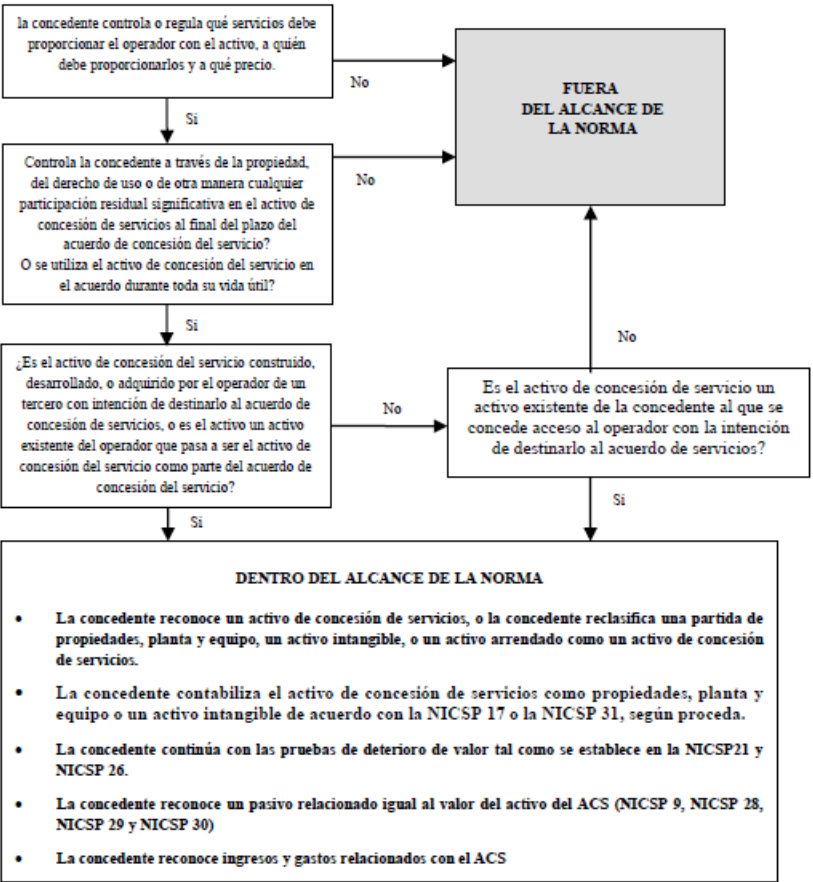 la concedente controla o regula qué servicios debe
proporcionar el operador con el activo, a quién
debe proporcionarlos y a qué precio.
No
FUERA
DEL ALCANCE DE
LA NORMA
Si
Controla la concedente a través de la propiedad,
del derecho de uso o de otra manera cualquier
participación residual significativa en el activo de
concesión de servicios al final del plazo del
acuerdo de concesión del servicio?
O se utiliza el activo de concesión del servicio en
el acuerdo durante toda su vida útil?
No
Si
No
¿Es el activo de concesión del servicio construido,
desarrollado, o adquirido por el operador de un
tercero con intención de destinarlo al acuerdo de
concesión de servicios, o es el activo un activo
existente del operador que pasa a ser el activo de
concesión del servicio como parte del acuerdo de
concesión del servicio?
No
Es el activo de concesión de servicio un
activo existente de la concedente al que se
concede acceso al operador con la intención
de destinarlo al acuerdo de servicios?
Si
Si
DENTRO DEL ALCANCE DE LA NORMA
• La concedente reconoce un activo de concesión de servicios, o la concedente reclasifica una partida de
propiedades, planta y equipo, un activo intangible, o un activo arrendado como un activo de concesión
de servicios.
• La concedente contabiliza el activo de concesión de servicios como propiedades, planta y
equipo o un activo intangible de acuerdo con la NICSP 17 o la NICSP 31, según proceda.
• La concedente continúa con las pruebas de deterioro de valor tal como se establece en la NICSP21 y
NICSP 26.
• La concedente reconoce un pasivo relacionado igual al valor del activo del ACS (NICSP 9, NICSP 28,
NICSP 29 y NICSP 30)
• La concedente reconoce ingresos y gastos relacionados con el ACS